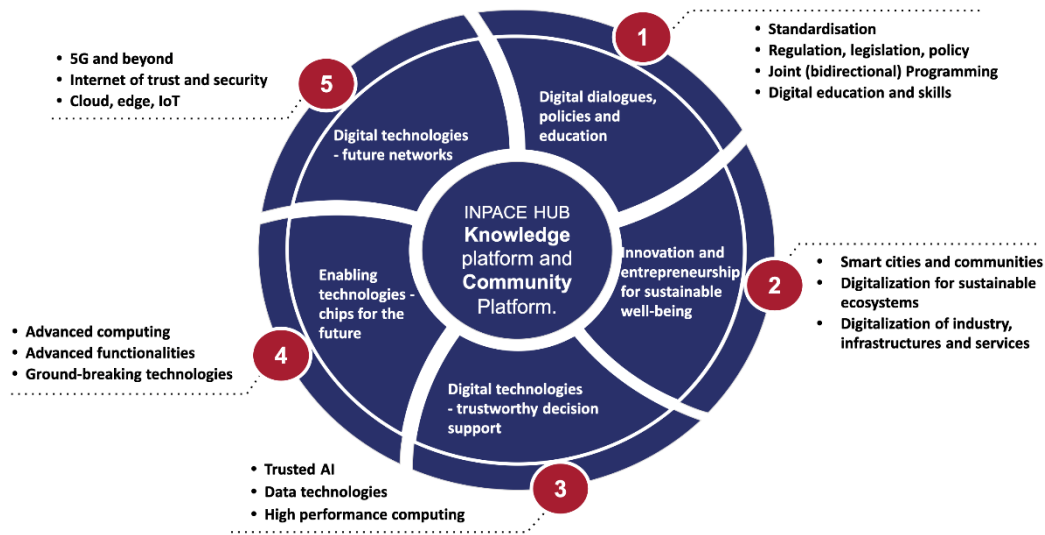 INPACE HUB
Knowledge
platform and
Community
Platform.
1
Digital dialogues,
policies and
education
• Standardisation
• Regulation, legislation, policy
• Joint (bidirectional) Programming
• Digital education and skills
2
Innovation and
entrepreneurship
for sustainable
well-being
• Smart cities and communities
• Digitalization for sustainable
ecosystems
• Digitalization of industry,
infrastructures and services
3
Digital technologies
- trustworthy decision
support
• Trusted AI
• Data technologies
• High performance computing
4
Enabling
technologies -
chips for the
future
• Advanced computing
• Advanced functionalities
• Ground-breaking technologies
5
Digital technologies
- future networks
• 5G and beyond
• Internet of trust and security
• Cloud, edge, IoT